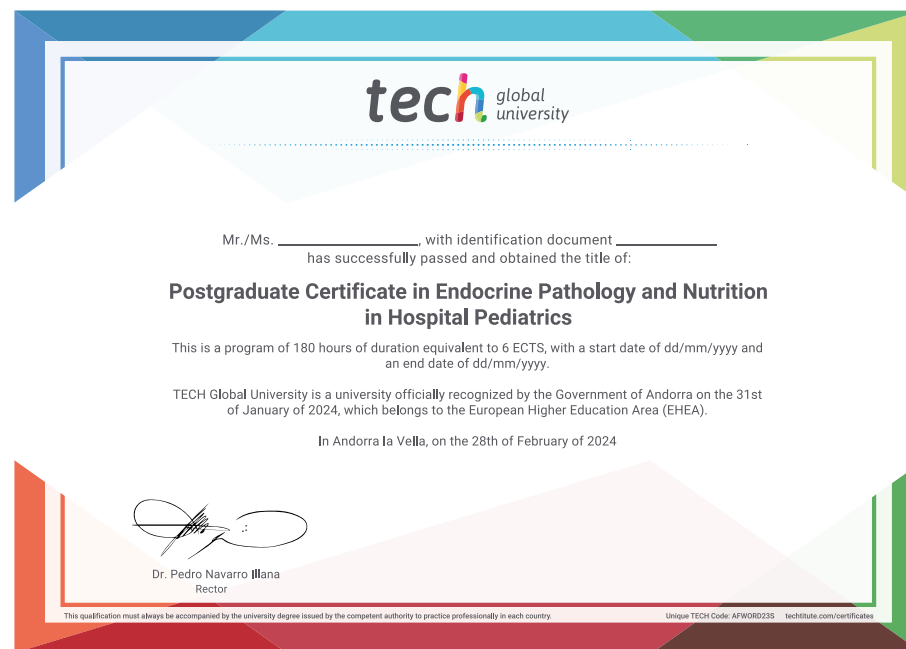 tech global university
Mr./Ms. ____________________, with identification document ______________
has successfully passed and obtained the title of:
Postgraduate Certificate in Endocrine Pathology and Nutrition
in Hospital Pediatrics
This is a program of 180 hours of duration equivalent to 6 ECTS, with a start date of dd/mm/yyyy and
an end date of dd/mm/yyyy.
TECH Global University is a university officially recognized by the Government of Andorra on the 31st
of January of 2024, which belongs to the European Higher Education Area (EHEA).
In Andorra la Vella, on the 28th of February of 2024
Dr. Pedro Navarro Illana
Rector
This qualification must always be accompanied by the university degree issued by the competent authority to practice professionally in each country.
Unique TECH Code: AFWORD23S techtitute.com/certificates